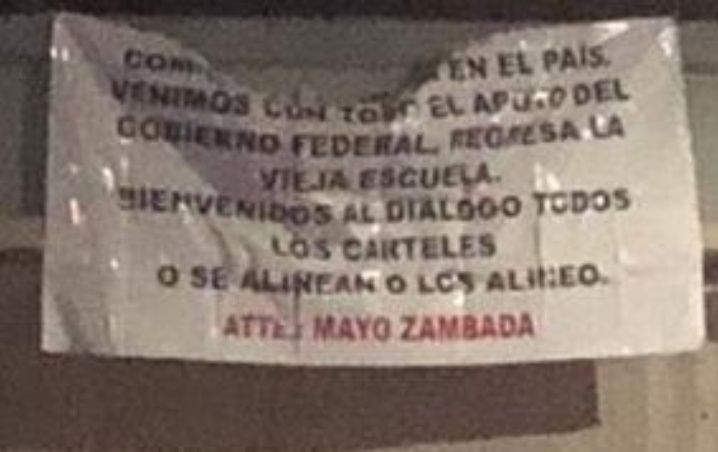 EN EL PAÍS.
VENIMOS CON TODO EL APOYO DEL
GOBIERNO FEDERAL, REGRESA LA
VIEJA ESCUELA.
BIENVENIDOS AL DIALOGO TODOS
LOS CARTELES
O SE ALINEAN O LOS ALINEO.
ATTE: MAYO ZAMBADA